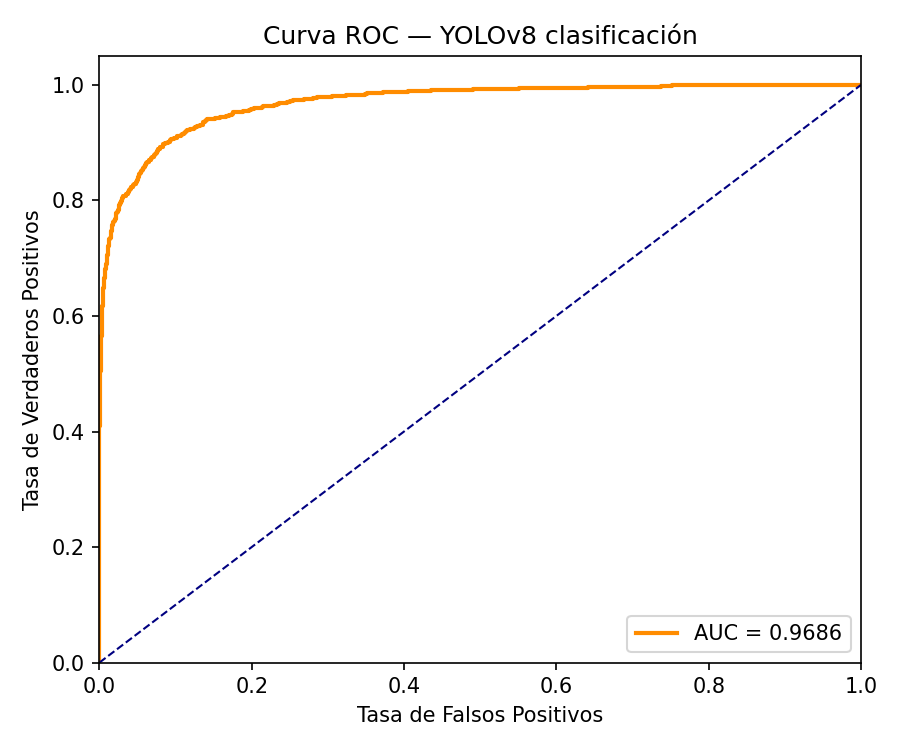 Curva ROC — YOLOv8 clasificación
Tasa de Verdaderos Positivos
1.0
0.8
0.6
0.4
0.2
0.0
0.0 0.2 0.4 0.6 0.8 1.0
Tasa de Falsos Positivos
AUC = 0.9686